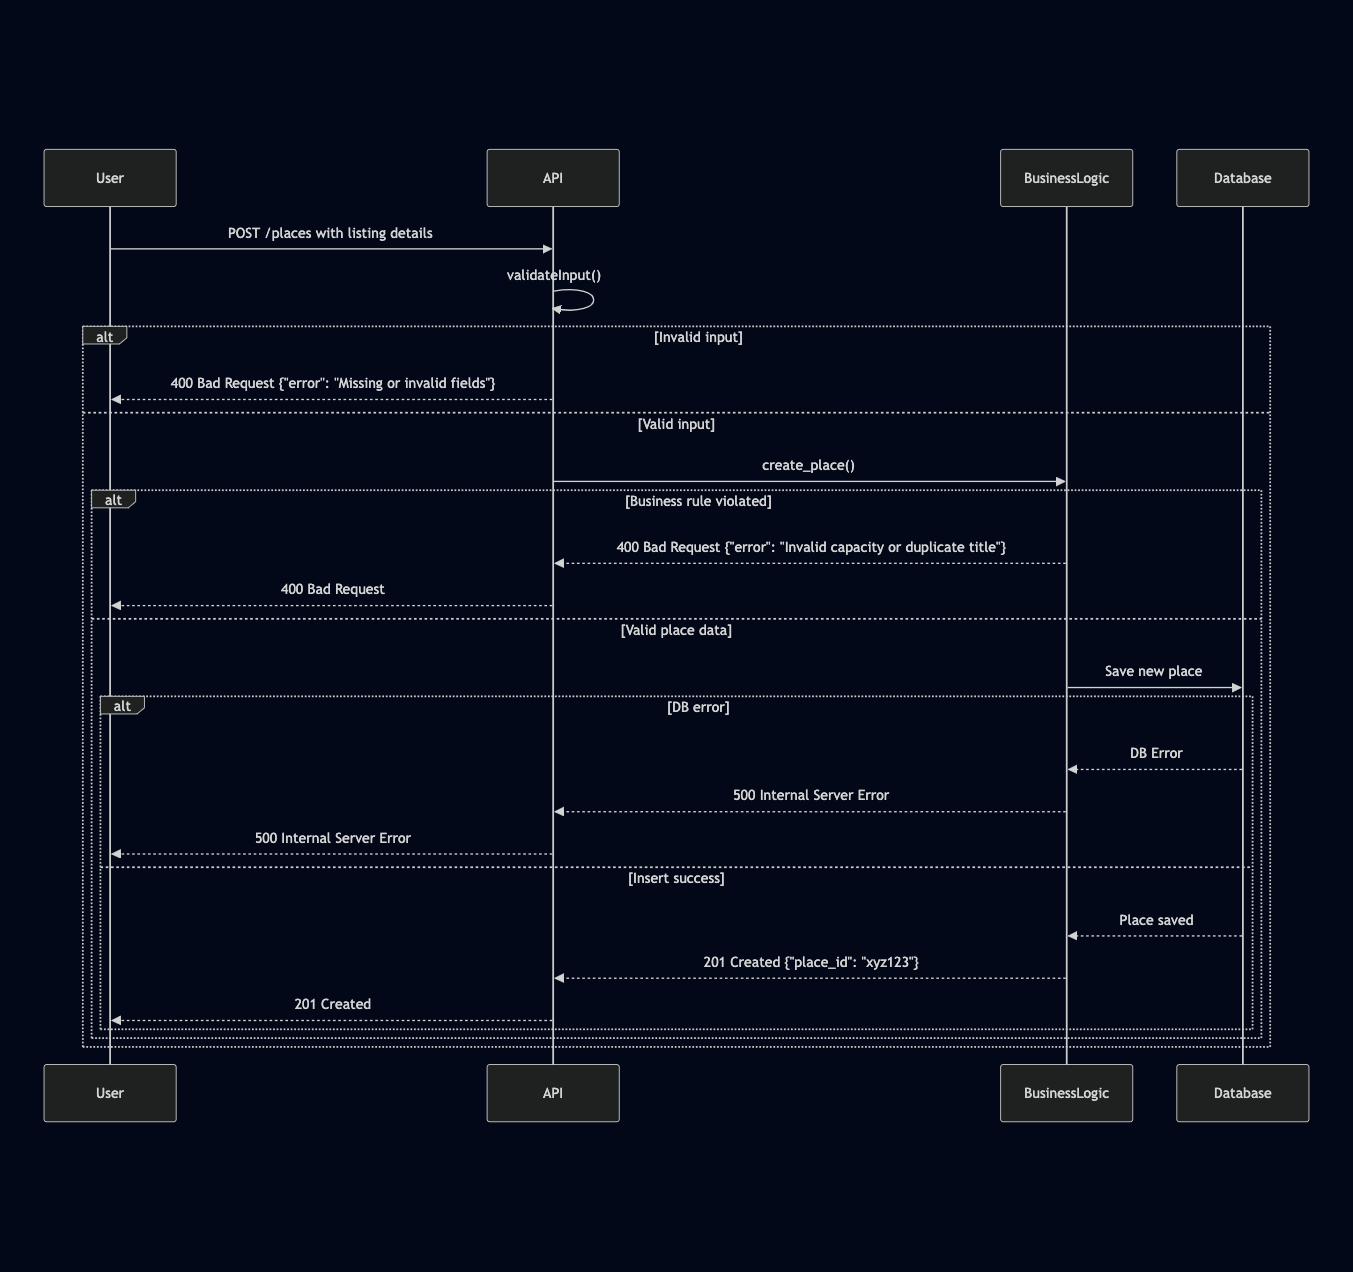 User
API
BusinessLogic
Database
POST /places with listing details
validateInput()
alt
[Invalid input]
400 Bad Request {"error": "Missing or invalid fields"}
[Valid input]
create_place()
alt
[Business rule violated]
400 Bad Request {"error": "Invalid capacity or duplicate title"}
400 Bad Request
[Valid place data]
Save new place
alt
[DB error]
DB Error
500 Internal Server Error
500 Internal Server Error
[Insert success]
Place saved
201 Created {"place_id": "xyz123"}
201 Created
User
API
BusinessLogic
Database